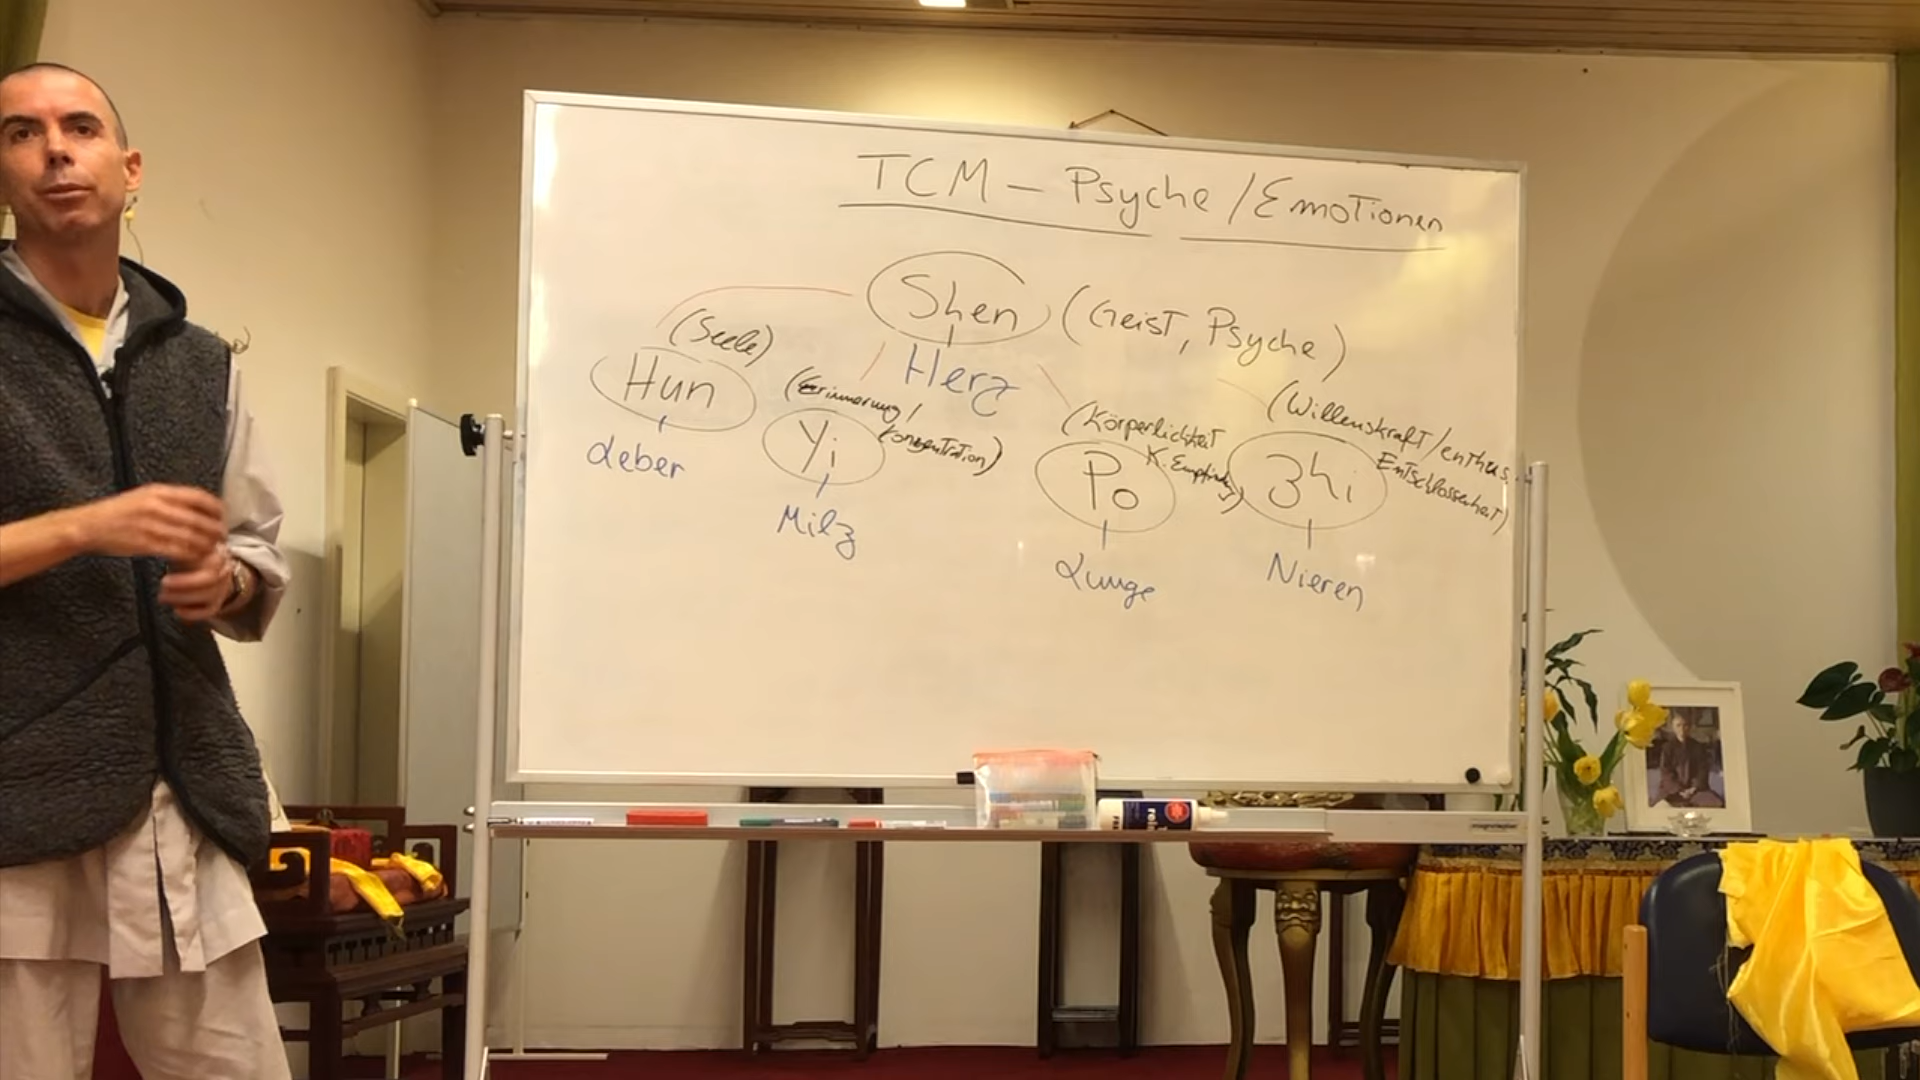 TCM – Psyche / Emotionen
Shen (Geist, Psyche)
Herz
(Seele)
Hun
Leber
(Erinnerung /
Konzentration)
Yi
Milz
(Körperlichkeit
K. Empfindung)
Po
Lunge
(Willenskraft / enthus.
Entschlossenheit)
Zhi
Nieren